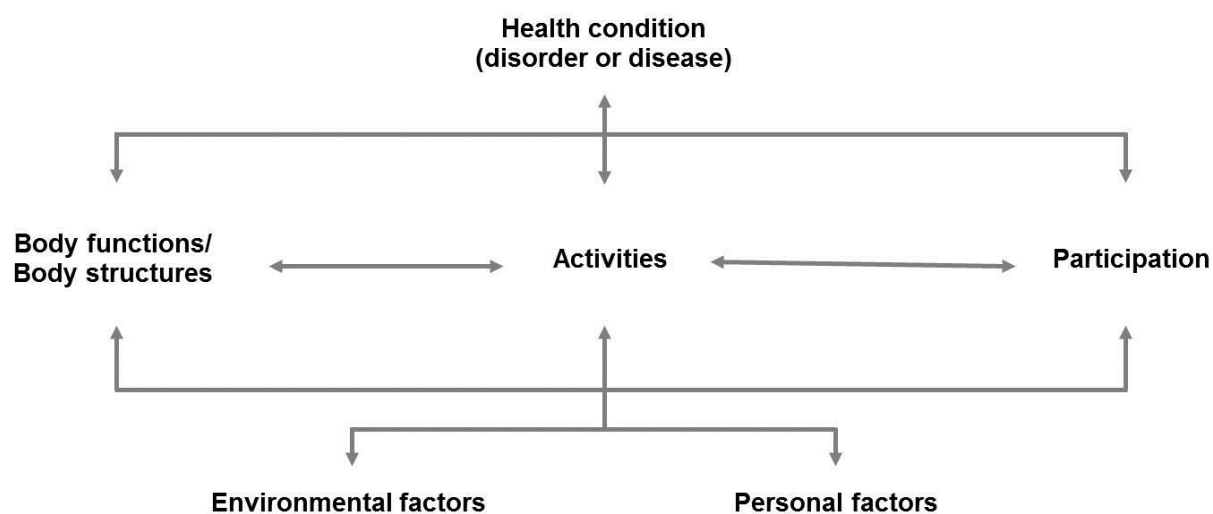 Health condition
(disorder or disease)
Body functions/
Body structures
Activities
Participation
Environmental factors
Personal factors